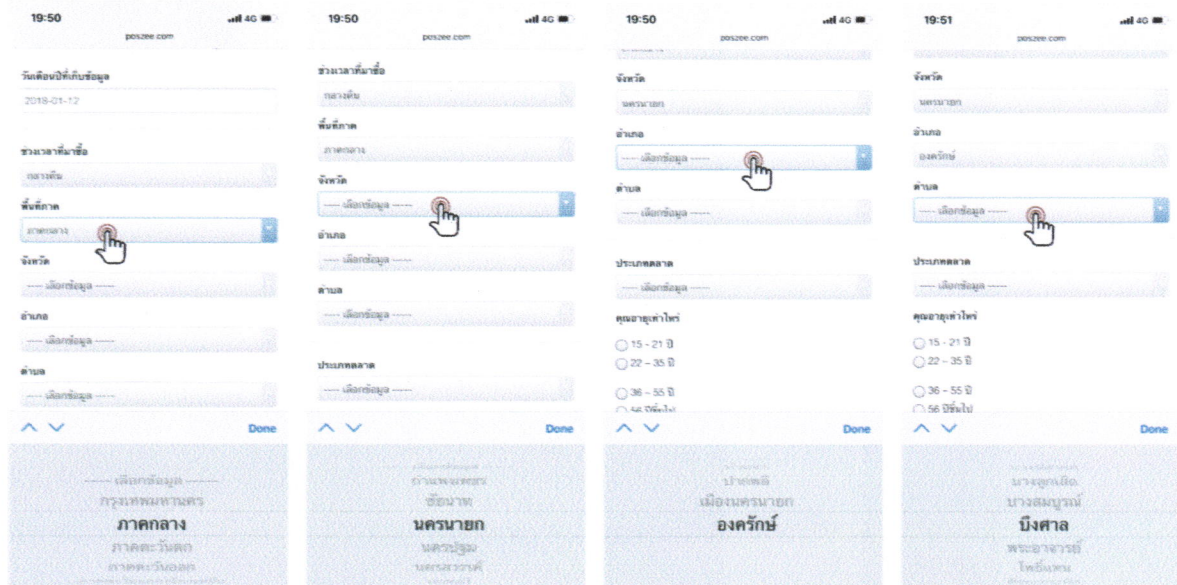 19:50
4G
poszee.com
วันเดือนปีที่เก็บข้อมูล
2018-01-12
ช่วงเวลาที่มาซื้อ
กลางคืน
พื้นที่ภาค
ภาคกลาง
จังหวัด
---- เลือกข้อมูล -----
อำเภอ
---- เลือกข้อมูล -----
ตำบล
---- เลือกข้อมูล -----
Done
------ เลือกข้อมูล -------
กรุงเทพมหานคร
ภาคกลาง
ภาคตะวันตก
ภาคตะวันออก
19:50
4G
poszee.com
ช่วงเวลาที่มาซื้อ
กลางคืน
พื้นที่ภาค
ภาคกลาง
จังหวัด
---- เลือกข้อมูล -----
อำเภอ
---- เลือกข้อมูล -----
ตำบล
---- เลือกข้อมูล -----
ประเภทตลาด
---- เลือกข้อมูล -----
Done
กำแพงเพชร
ชัยนาท
นครนายก
นครปฐม
นครสวรรค์
19:50
4G
poszee.com
จังหวัด
นครนายก
อำเภอ
---- เลือกข้อมูล -----
ตำบล
---- เลือกข้อมูล -----
ประเภทตลาด
---- เลือกข้อมูล -----
คุณอายุเท่าไหร่
15 - 21 ปี
22 – 35 ปี
36 – 55 ปี
56 ปีขึ้นไป
Done
ปากพลี
เมืองนครนายก
องครักษ์
19:51
4G
poszee.com
จังหวัด
นครนายก
อำเภอ
องครักษ์
ตำบล
---- เลือกข้อมูล -----
ประเภทตลาด
---- เลือกข้อมูล -----
คุณอายุเท่าไหร่
15 - 21 ปี
22 – 35 ปี
36 – 55 ปี
56 ปีขึ้นไป
Done
บางลูกเสือ
บางสมบูรณ์
บึงศาล
พระอาจารย์
โพธิ์แทน